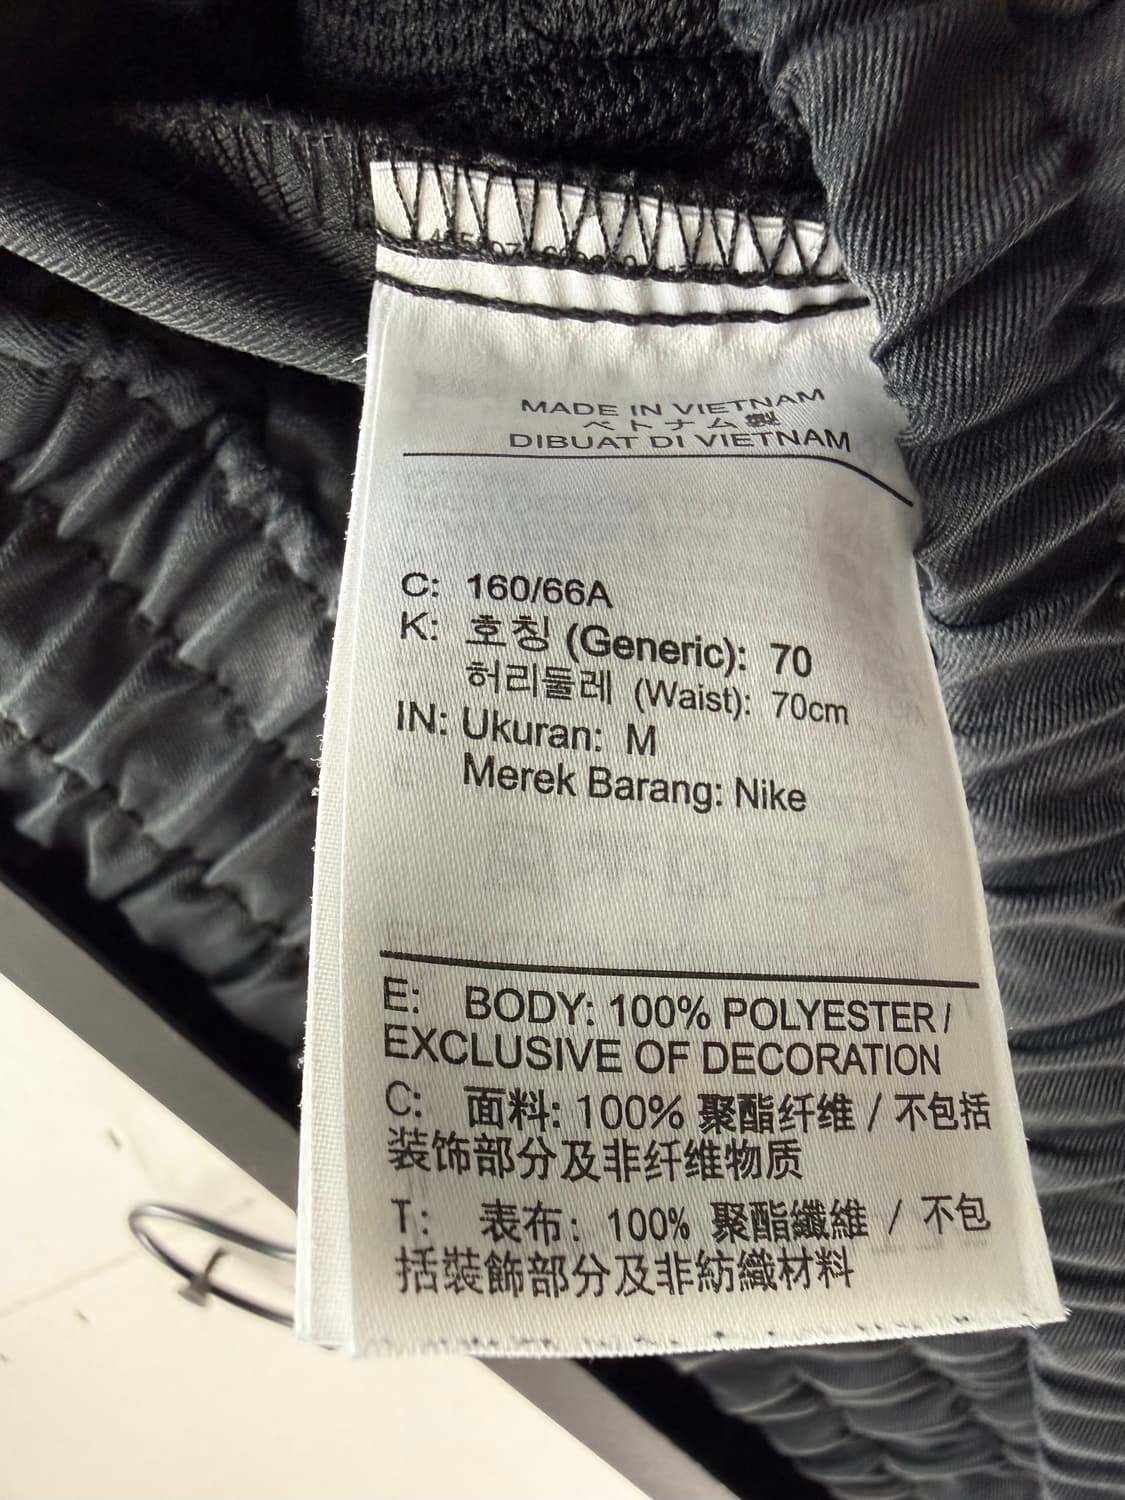 MADE IN VIETNAM
ベトナム製
DIBUAT DI VIETNAM
C: 160/66A
K: 호칭 (Generic): 70
허리둘레 (Waist): 70cm
IN: Ukuran: M
Merek Barang: Nike
E: BODY: 100% POLYESTER /
EXCLUSIVE OF DECORATION
C: 面料: 100% 聚酯纤维 / 不包括
装饰部分及非纤维物质
T: 表布: 100% 聚酯纖維 / 不包
括裝飾部分及非紡織材料